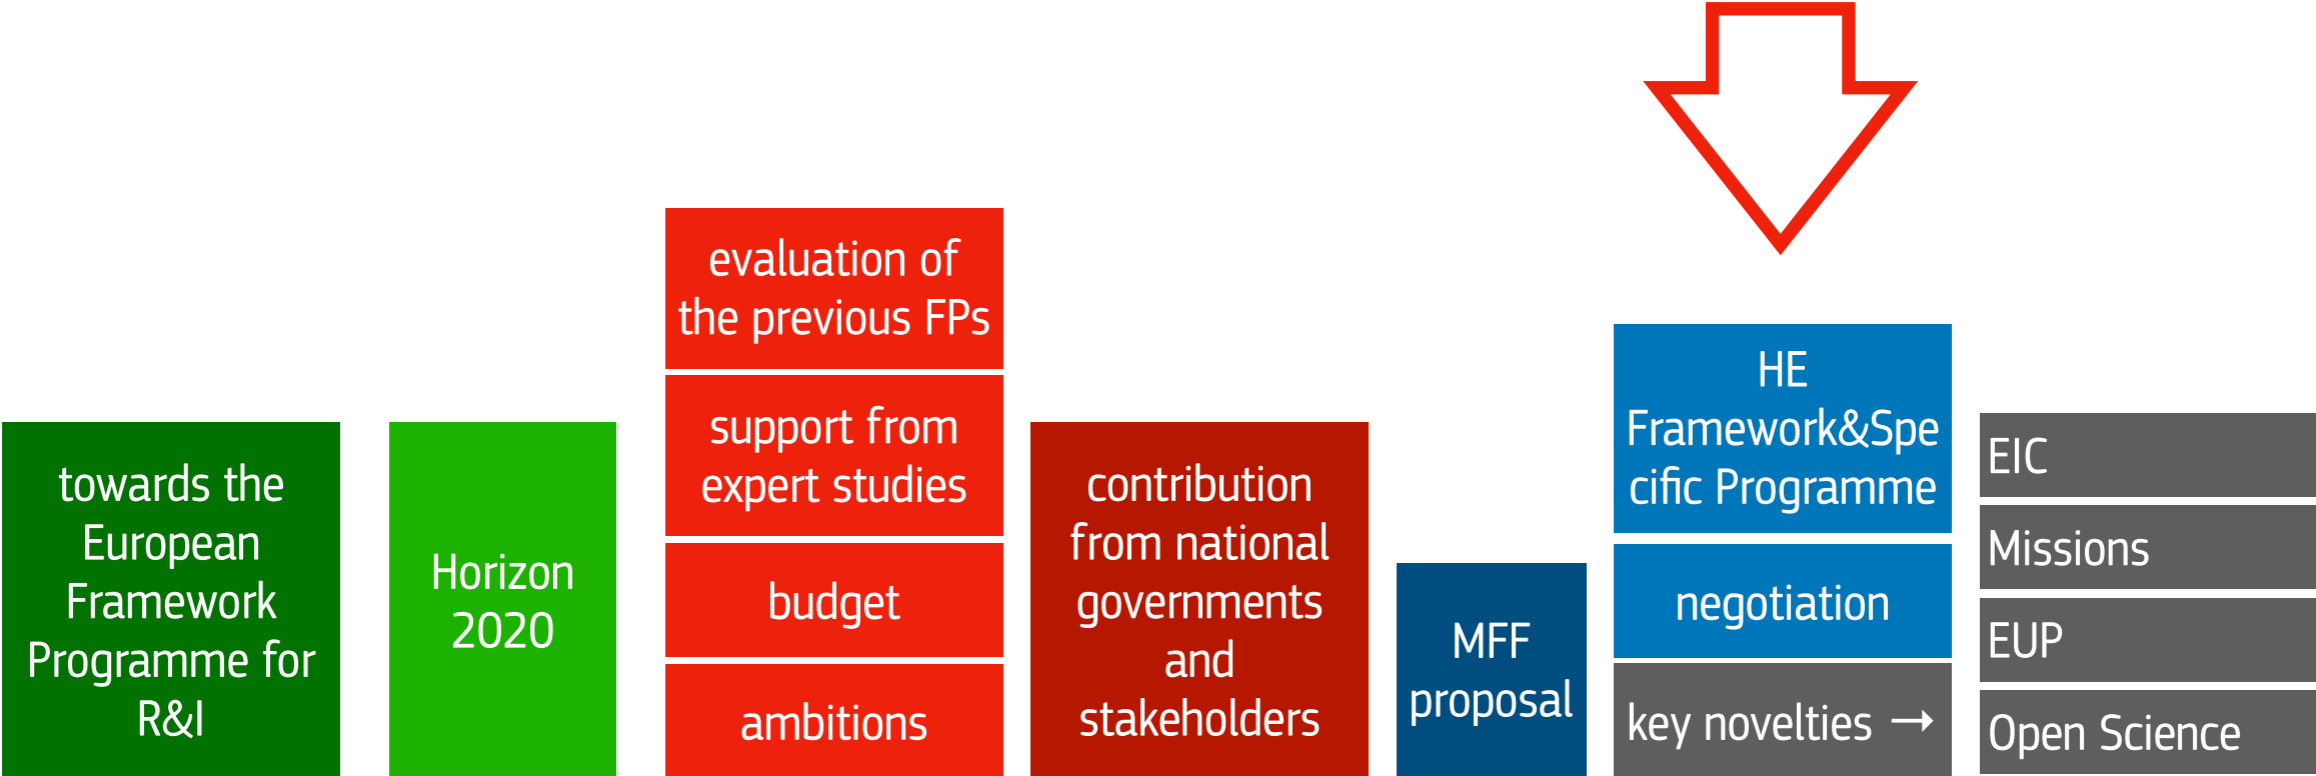 towards the
European
Framework
Programme for
R&I
Horizon
2020
evaluation of
the previous FPs
support from
expert studies
budget
ambitions
contribution
from national
governments
and
stakeholders
MFF
proposal
HE
Framework&Spe
cific Programme
negotiation
key novelties →
EIC
Missions
EUP
Open Science